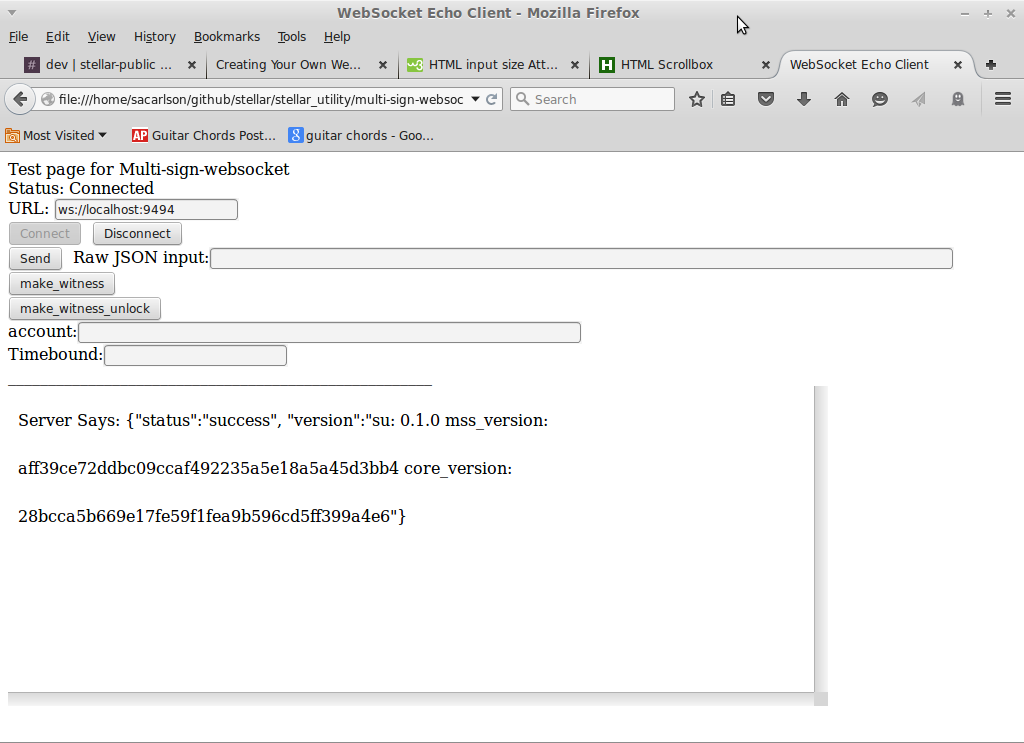 WebSocket Echo Client - Mozilla Firefox
File Edit View History Bookmarks Tools Help
# dev | stellar-public ... Creating Your Own We... w3 HTML input size Att... H HTML Scrollbox WebSocket Echo Client
file:///home/sacarlson/github/stellar/stellar_utility/multi-sign-websoc Search
Most Visited AP Guitar Chords Post... 8 guitar chords - Goo...
Test page for Multi-sign-websocket
Status: Connected
URL: ws://localhost:9494
Connect Disconnect
Send Raw JSON input:
make_witness
make_witness_unlock
account:
Timebound:
Server Says: {"status":"success", "version":"su: 0.1.0 mss_version:
aff39ce72ddbc09ccaf492235a5e18a5a45d3bb4 core_version:
28bcca5b669e17fe59f1fea9b596cd5ff399a4e6"}